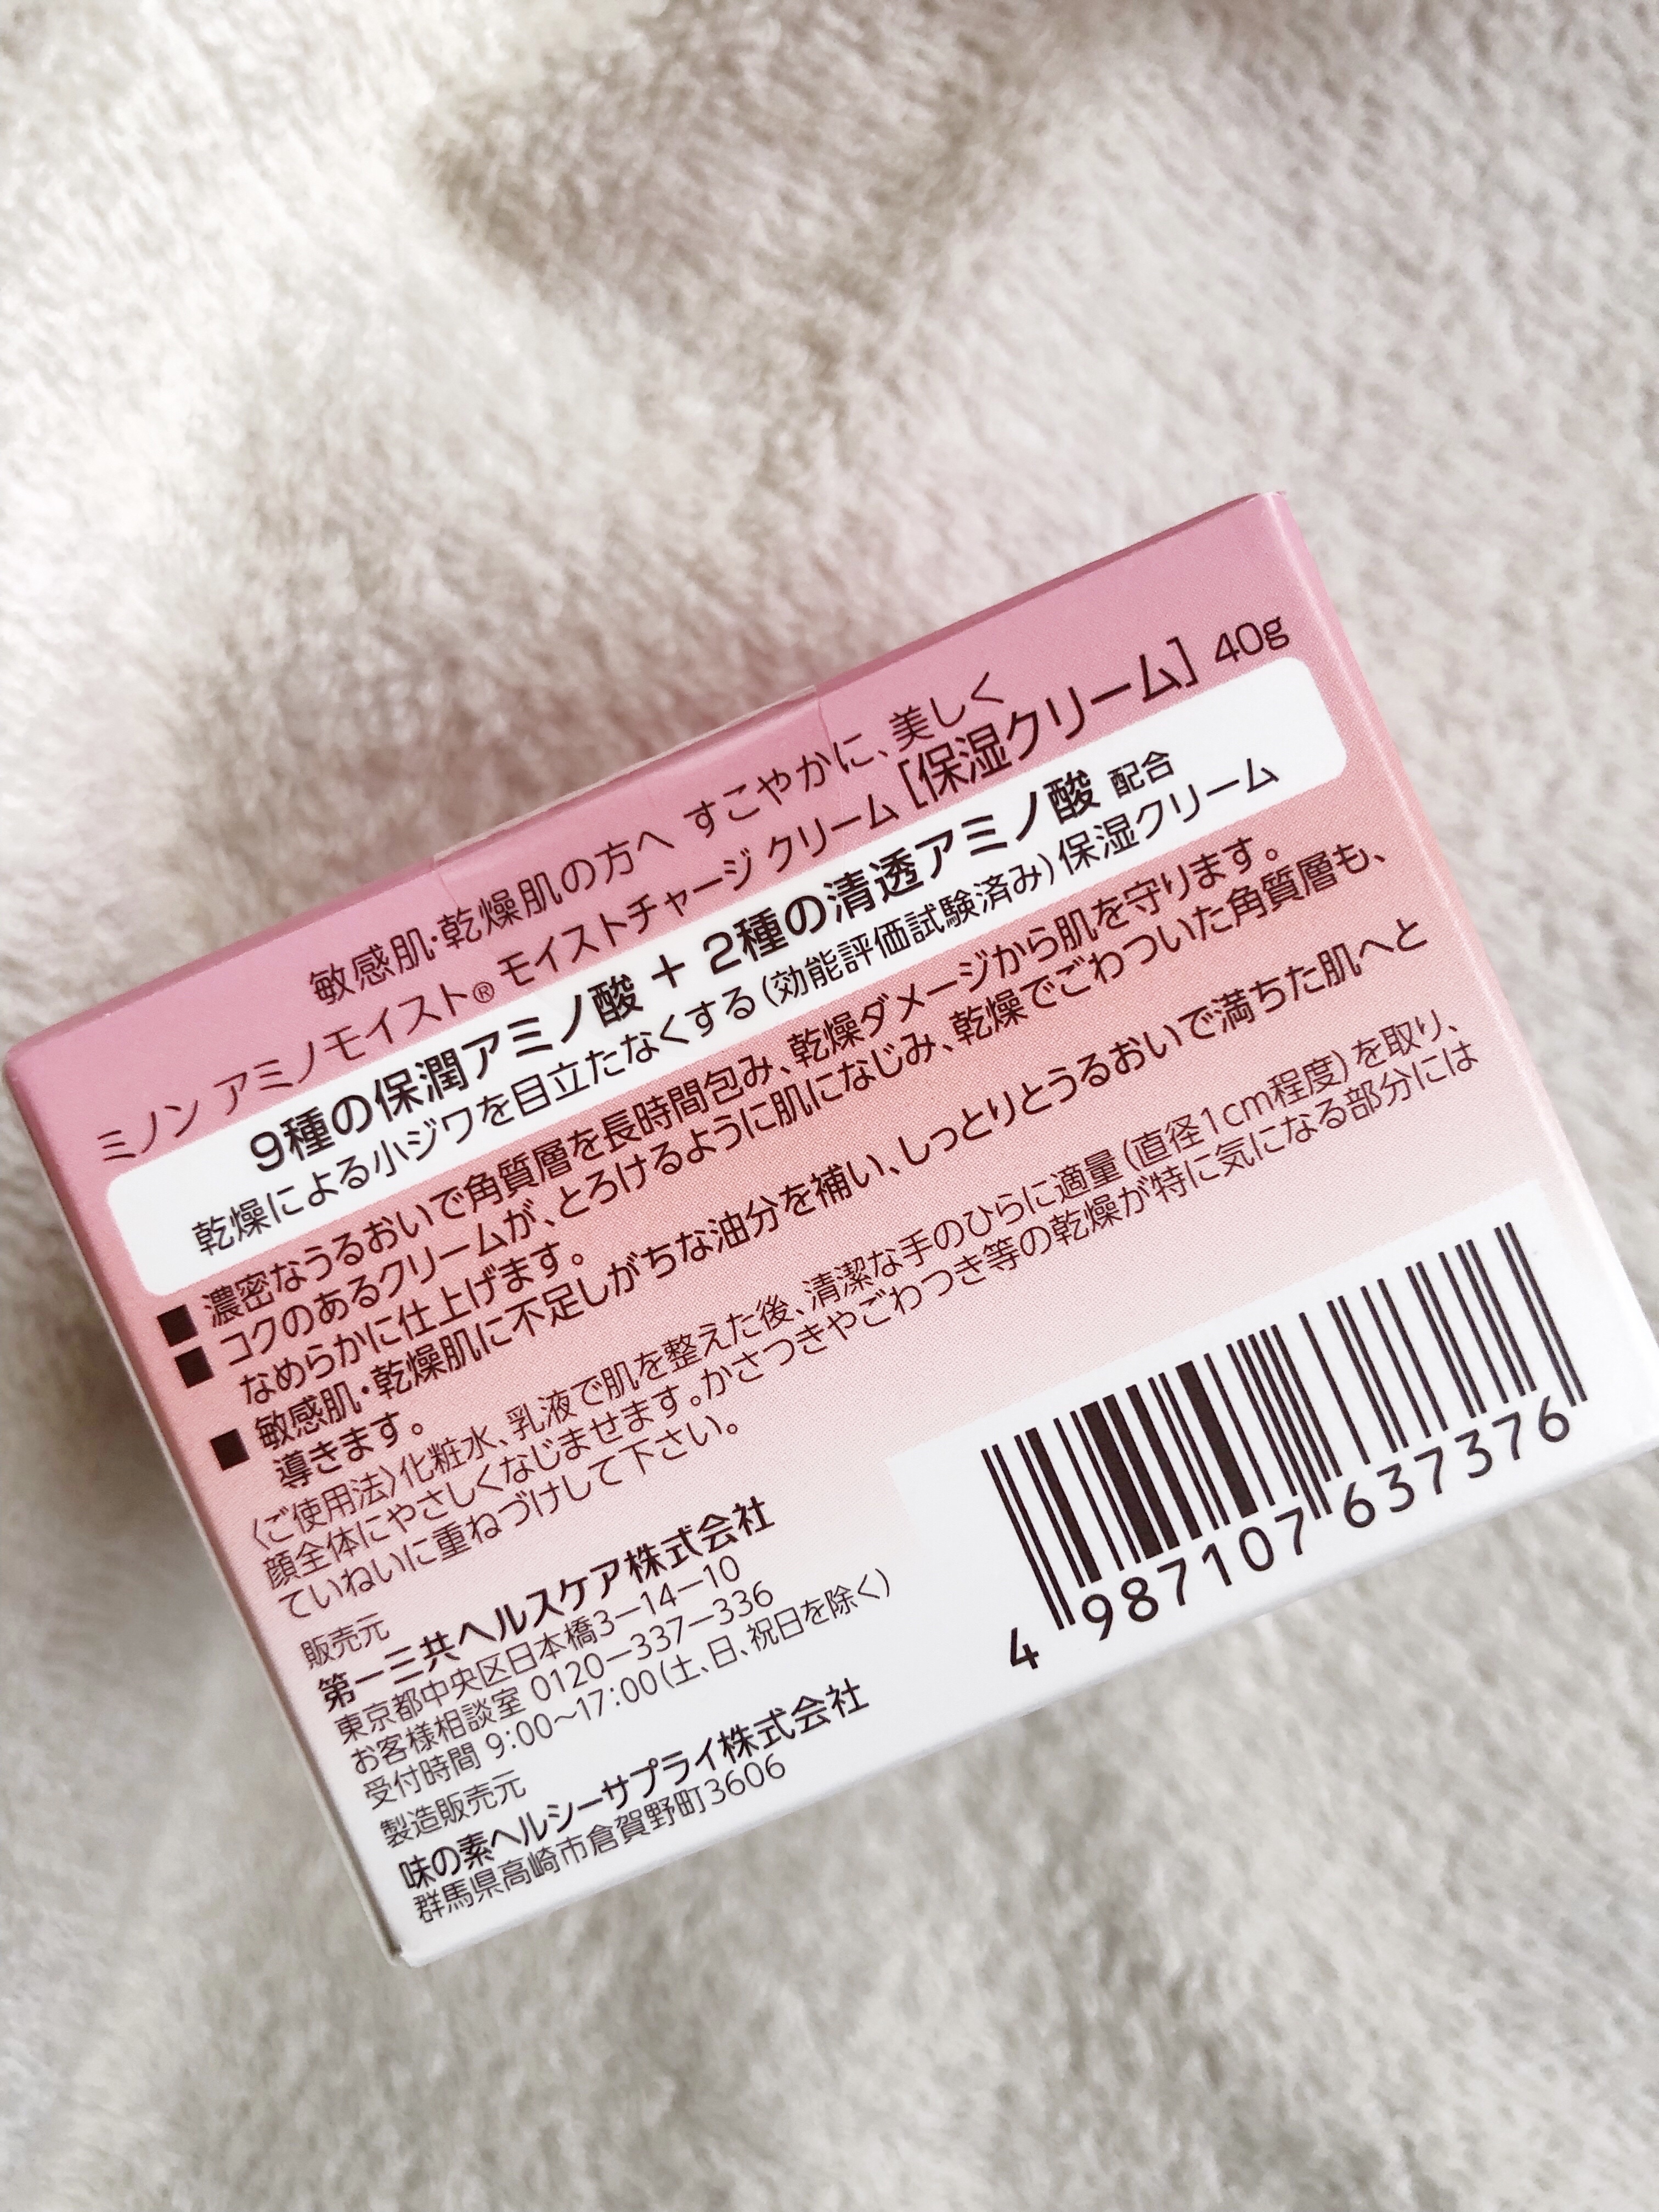 敏感肌・乾燥肌の方へ すこやかに、美しく
ミノン アミノモイスト® モイストチャージ クリーム [保湿クリーム] 40g
9種の保潤アミノ酸 + 2種の清透アミノ酸 配合
乾燥による小ジワを目立たなくする(効能評価試験済み)保湿クリーム
■ 濃密なうるおいで角質層を長時間包み、乾燥ダメージから肌を守ります。
■ コクのあるクリームが、とろけるように肌になじみ、乾燥でごわついた角質層も、
なめらかに仕上げます。
■ 敏感肌・乾燥肌に不足しがちな油分を補い、しっとりとうるおいで満ちた肌へと
導きます。
〈ご使用法〉化粧水、乳液で肌を整えた後、清潔な手のひらに適量(直径1cm程度)を取り、
顔全体にやさしくなじませます。かさつきやごわつき等の乾燥が特に気になる部分には
ていねいに重ねづけして下さい。
販売元
第一三共ヘルスケア株式会社
東京都中央区日本橋3-14-10
お客様相談室 0120-337-336
受付時間 9:00~17:00(土、日、祝日を除く)
製造販売元
味の素ヘルシーサプライ株式会社
群馬県高崎市倉賀野町3606
4 987107 637376